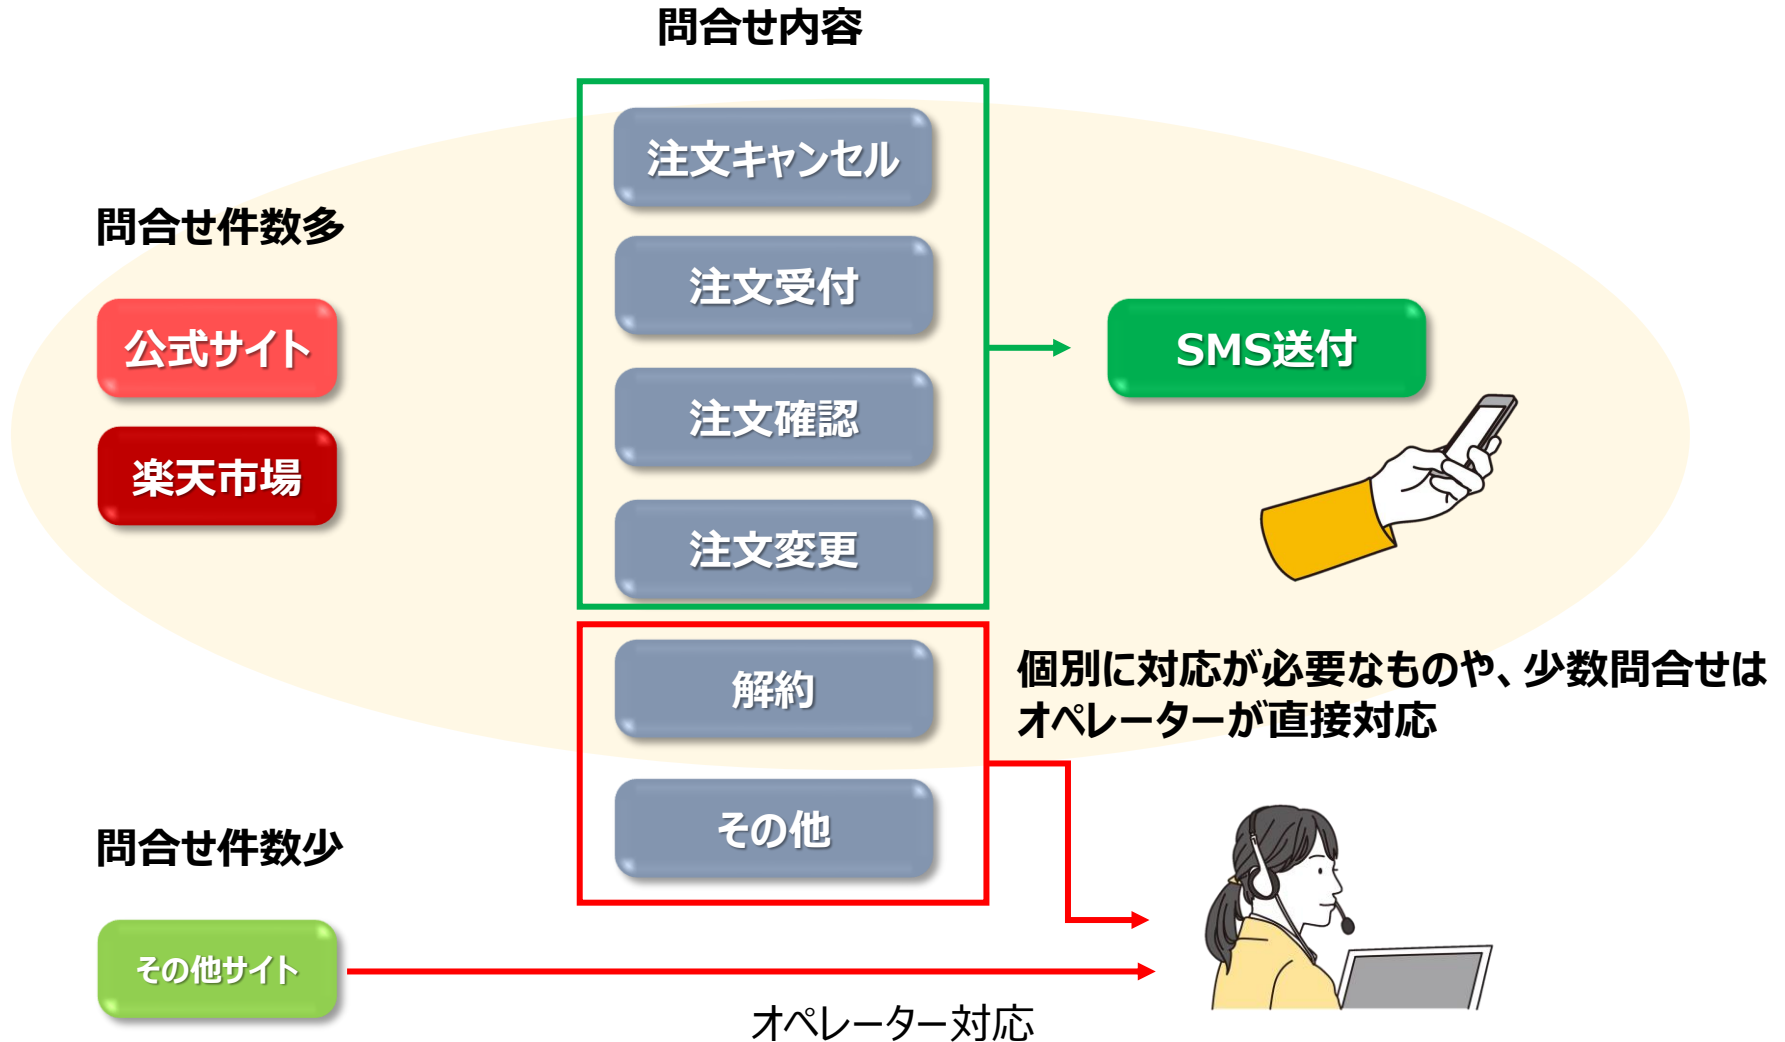 問合せ内容
問合せ件数多
公式サイト
楽天市場
注文キャンセル
注文受付
注文確認
注文変更
解約
その他
SMS送付
個別に対応が必要なものや、少数問合せは
オペレーターが直接対応
問合せ件数少
その他サイト
オペレーター対応